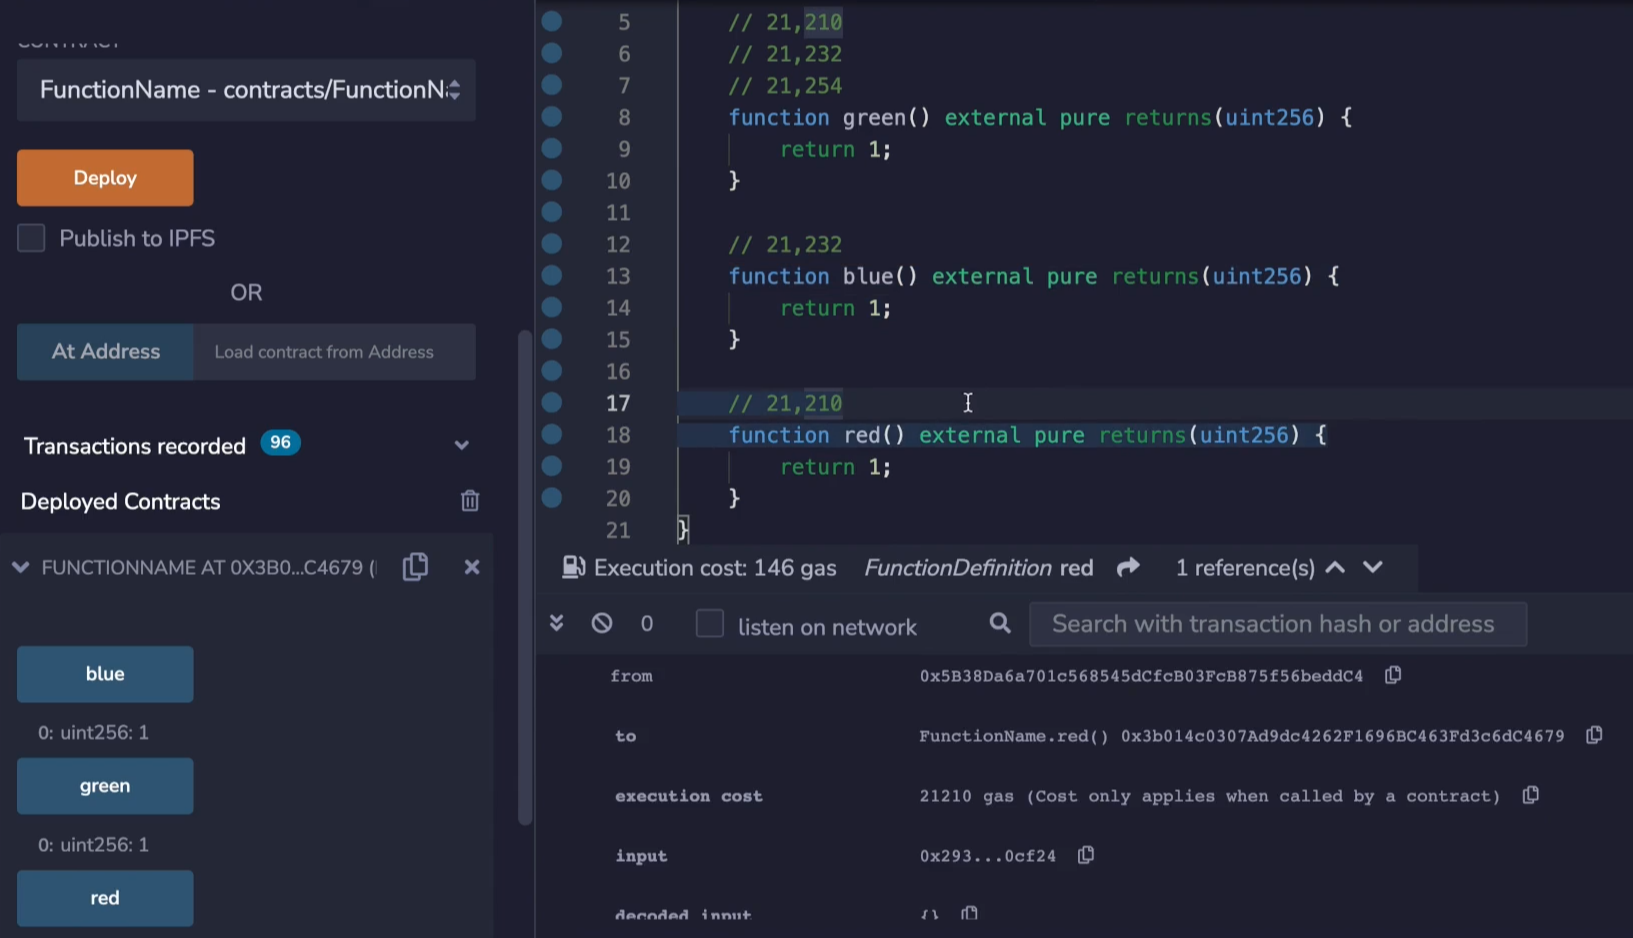 CONTRACT
FunctionName - contracts/FunctionNa
Deploy
Publish to IPFS
OR
At Address
Load contract from Address
Transactions recorded 96
Deployed Contracts
FUNCTIONNAME AT 0X3B0...C4679 (
blue
0: uint256: 1
green
0: uint256: 1
red
5 // 21,210
6 // 21,232
7 // 21,254
8 function green() external pure returns(uint256) {
9 return 1;
10 }
11
12 // 21,232
13 function blue() external pure returns(uint256) {
14 return 1;
15 }
16
17 // 21,210
18 function red() external pure returns(uint256) {
19 return 1;
20 }
21 }
Execution cost: 146 gas FunctionDefinition red 1 reference(s)
0 listen on network Search with transaction hash or address
from 0x5B38Da6a701c568545dCfcB03FcB875f56beddC4
to FunctionName.red() 0x3b014c0307Ad9dc4262F1696BC463Fd3c6dC4679
execution cost 21210 gas (Cost only applies when called by a contract)
input 0x293...0cf24
decoded input {}